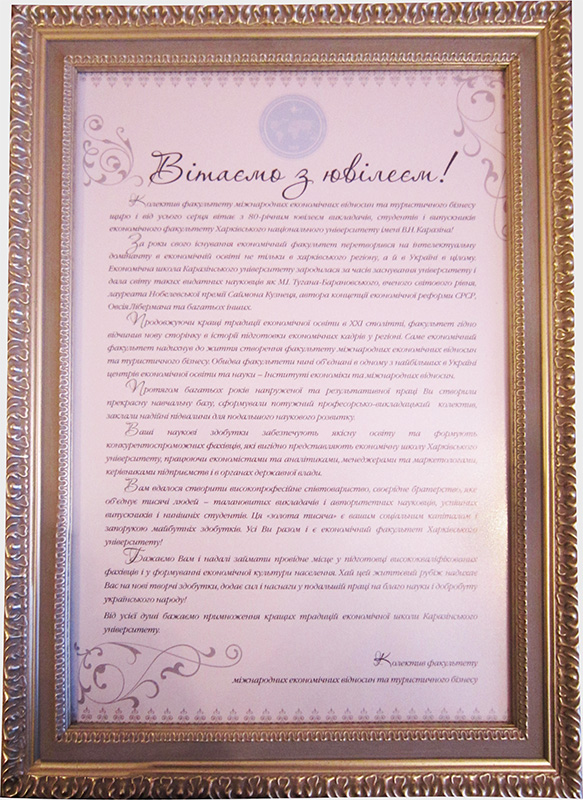 Вітаємо з ювілеєм!
Колектив факультету міжнародних економічних відносин та туристичного бізнесу
щиро і від усього серця вітає з 80-річним ювілеєм викладачів, студентів і випускників
економічного факультету Харківського національного університету імені В.Н. Каразіна!
За роки свого існування економічний факультет перетворився на інтелектуальну
домінанту в економічній освіті не тільки в харківського регіону, а й в Україні в цілому.
Економічна школа Каразінського університету зародилася за часів заснування університету і
дала світу таких видатних науковців як М.І. Туган-Барановського, вченого світового рівня,
лауреата Нобелевської премії Саймона Кузнеця, автора концепції економічної реформи СРСР,
Овсія Лібермана та багатьох інших.
Продовжуючи кращі традиції економічної освіти в XXI столітті, факультет гідно
відчинив нову сторінку в історії підготовки економічних кадрів у регіоні. Саме економічний
факультет надихнув до життя створення факультету міжнародних економічних відносин
та туристичного бізнесу. Обидва факультети нині об'єднані в одному з найбільших в Україні
центрів економічної освіти та науки – Інституті економіки та міжнародних відносин.
Протягом багатьох років напруженої та результативної праці Ви створили
прекрасну навчальну базу, сформували потужний професорсько-викладацький колектив,
заклали надійні підвалини для подальшого наукового розвитку.
Ваші наукові здобутки забезпечують якісну освіту та формують
конкурентоспроможних фахівців, які вигідно представляють економічну школу Харківського
університету, працюючи економістами та аналітиками, менеджерами та маркетологами,
керівниками підприємств і в органах державної влади.
Вам вдалося створити високопрофесійне співтовариство, своєрідне братерство, яке
об'єднує тисячі людей – талановитих викладачів і авторитетних науковців, успішних
випускників і нинішніх студентів. Ця «золота тисяча» є вашим соціальним капіталом і
запорукою майбутніх здобутків. Усі Ви разом і є економічний факультет Харківського
університету!
Бажаємо Вам і надалі займати провідне місце у підготовці висококваліфікованих
фахівців і у формуванні економічної культури населення. Хай цей життєвий рубіж надихає
Вас на нові творчі здобутки, додає сил і наснаги у подальшій праці на благо науки і добробуту
українського народу!
Від усієї душі бажаємо примноження кращих традицій економічної школи Каразінського
університету.
Колектив факультету
міжнародних економічних відносин та туристичного бізнесу